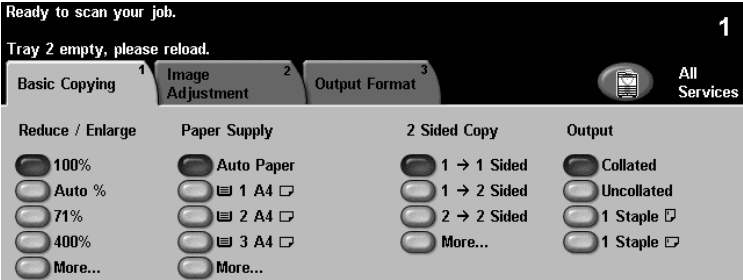 Ready to scan your job.
1
Tray 2 empty, please reload.
Basic Copying 1
Image Adjustment 2
Output Format 3
All Services
Reduce / Enlarge
100%
Auto %
71%
400%
More...
Paper Supply
Auto Paper
1 A4
2 A4
3 A4
More...
2 Sided Copy
1 → 1 Sided
1 → 2 Sided
2 → 2 Sided
More...
Output
Collated
Uncollated
1 Staple
1 Staple